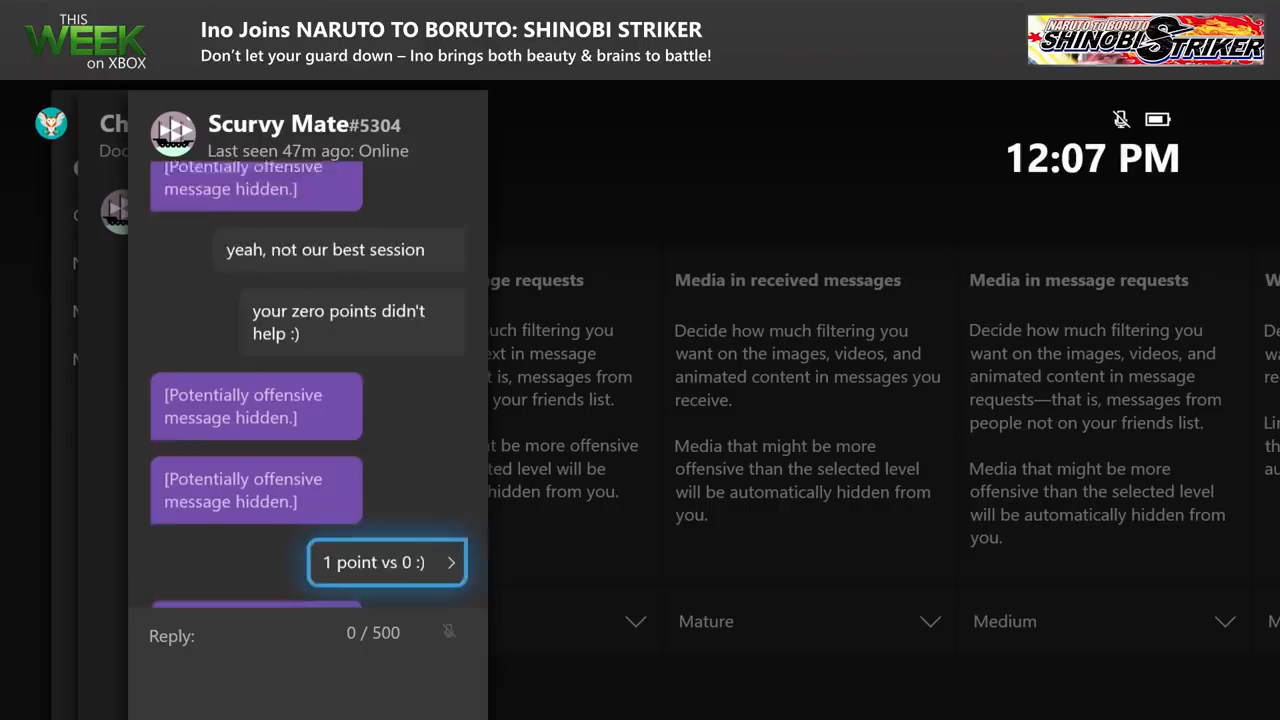 THIS
WEEK
on XBOX
Ino Joins NARUTO TO BORUTO: SHINOBI STRIKER
Don't let your guard down – Ino brings both beauty & brains to battle!
NARUTO TO BORUTO
SHINOBI STRIKER
Ch
Doc
Scurvy Mate#5304
Last seen 47m ago: Online
[Potentially offensive
message hidden.]
yeah, not our best session
your zero points didn't
help :)
[Potentially offensive
message hidden.]
[Potentially offensive
message hidden.]
1 point vs 0 :)
Reply:
0 / 500
12:07 PM
ge requests
uch filtering you
ext in message
t is, messages from
your friends list.
t be more offensive
ted level will be
hidden from you.
Media in received messages
Decide how much filtering you
want on the images, videos, and
animated content in messages you
receive.
Media that might be more
offensive than the selected level
will be automatically hidden from
you.
Mature
Media in message requests
Decide how much filtering you
want on the images, videos, and
animated content in message
requests—that is, messages from
people not on your friends list.
Media that might be more
offensive than the selected level
will be automatically hidden from
you.
Medium
W
De
wa
re
Li
th
au
M